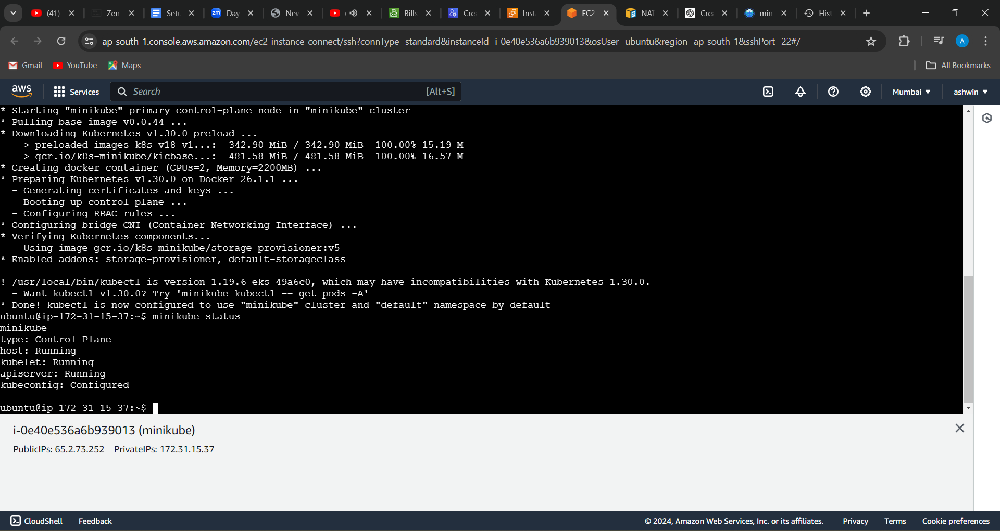 (41)
Zen
Setu
zm
Day
New
Bills
Crea
Inst
EC2
NAT
Cre
min
Hist
ap-south-1.console.aws.amazon.com/ec2-instance-connect/ssh?connType=standard&instanceId=i-0e40e536a6b939013&osUser=ubuntu&region=ap-south-1&sshPort=22#/
A
Gmail
YouTube
Maps
All Bookmarks
aws
Services
Search
[Alt+S]
Mumbai
ashwin
* Starting "minikube" primary control-plane node in "minikube" cluster
* Pulling base image v0.0.44 ...
* Downloading Kubernetes v1.30.0 preload ...
    > preloaded-images-k8s-v18-v1...:  342.90 MiB / 342.90 MiB  100.00% 15.19 M
    > gcr.io/k8s-minikube/kicbase...:  481.58 MiB / 481.58 MiB  100.00% 16.57 M
* Creating docker container (CPUs=2, Memory=2200MB) ...
* Preparing Kubernetes v1.30.0 on Docker 26.1.1 ...
  - Generating certificates and keys ...
  - Booting up control plane ...
  - Configuring RBAC rules ...
* Configuring bridge CNI (Container Networking Interface) ...
* Verifying Kubernetes components...
  - Using image gcr.io/k8s-minikube/storage-provisioner:v5
* Enabled addons: storage-provisioner, default-storageclass
! /usr/local/bin/kubectl is version 1.19.6-eks-49a6c0, which may have incompatibilities with Kubernetes 1.30.0.
  - Want kubectl v1.30.0? Try 'minikube kubectl -- get pods -A'
* Done! kubectl is now configured to use "minikube" cluster and "default" namespace by default
ubuntu@ip-172-31-15-37:~$ minikube status
minikube
type: Control Plane
host: Running
kubelet: Running
apiserver: Running
kubeconfig: Configured
ubuntu@ip-172-31-15-37:~$
i-0e40e536a6b939013 (minikube)
PublicIPs: 65.2.73.252    PrivateIPs: 172.31.15.37
CloudShell
Feedback
© 2024, Amazon Web Services, Inc. or its affiliates.
Privacy
Terms
Cookie preferences